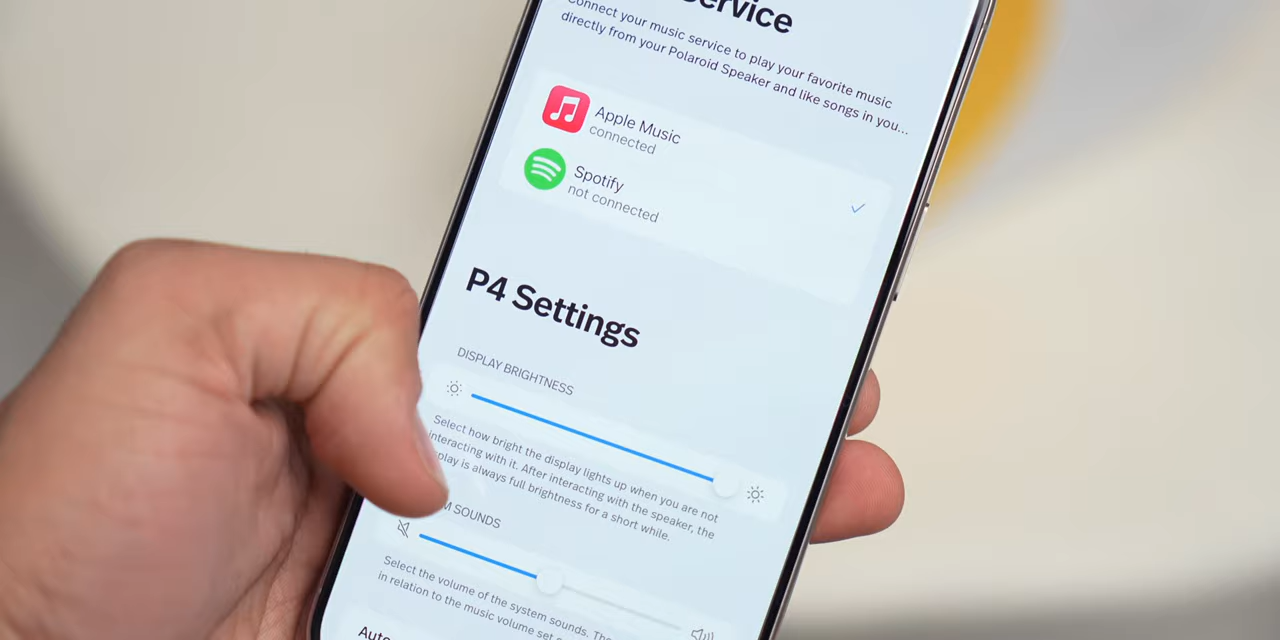 Service
Connect your music service to play your favorite music
directly from your Polaroid Speaker and like songs in you...
Apple Music
connected
Spotify
not connected
P4 Settings
DISPLAY BRIGHTNESS
Select how bright the display lights up when you are not
interacting with it. After interacting with the speaker, the
play is always full brightness for a short while.
M SOUNDS
Select the volume of the system sounds. The
in relation to the music volume set
Auto